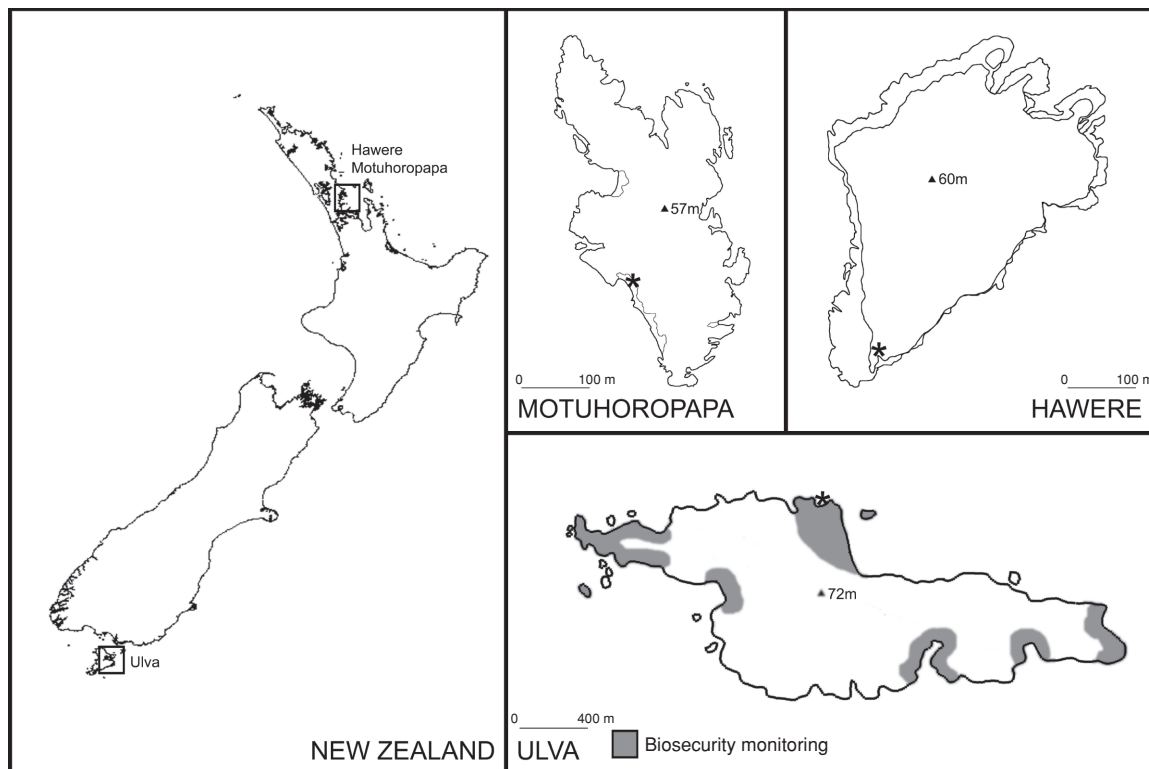 Hawere
Motuhoropapa
Ulva
NEW ZEALAND
57m
*
0 100 m
MOTUHOROPAPA
60m
*
0 100 m
HAWERE
*
72m
0 400 m
ULVA
Biosecurity monitoring